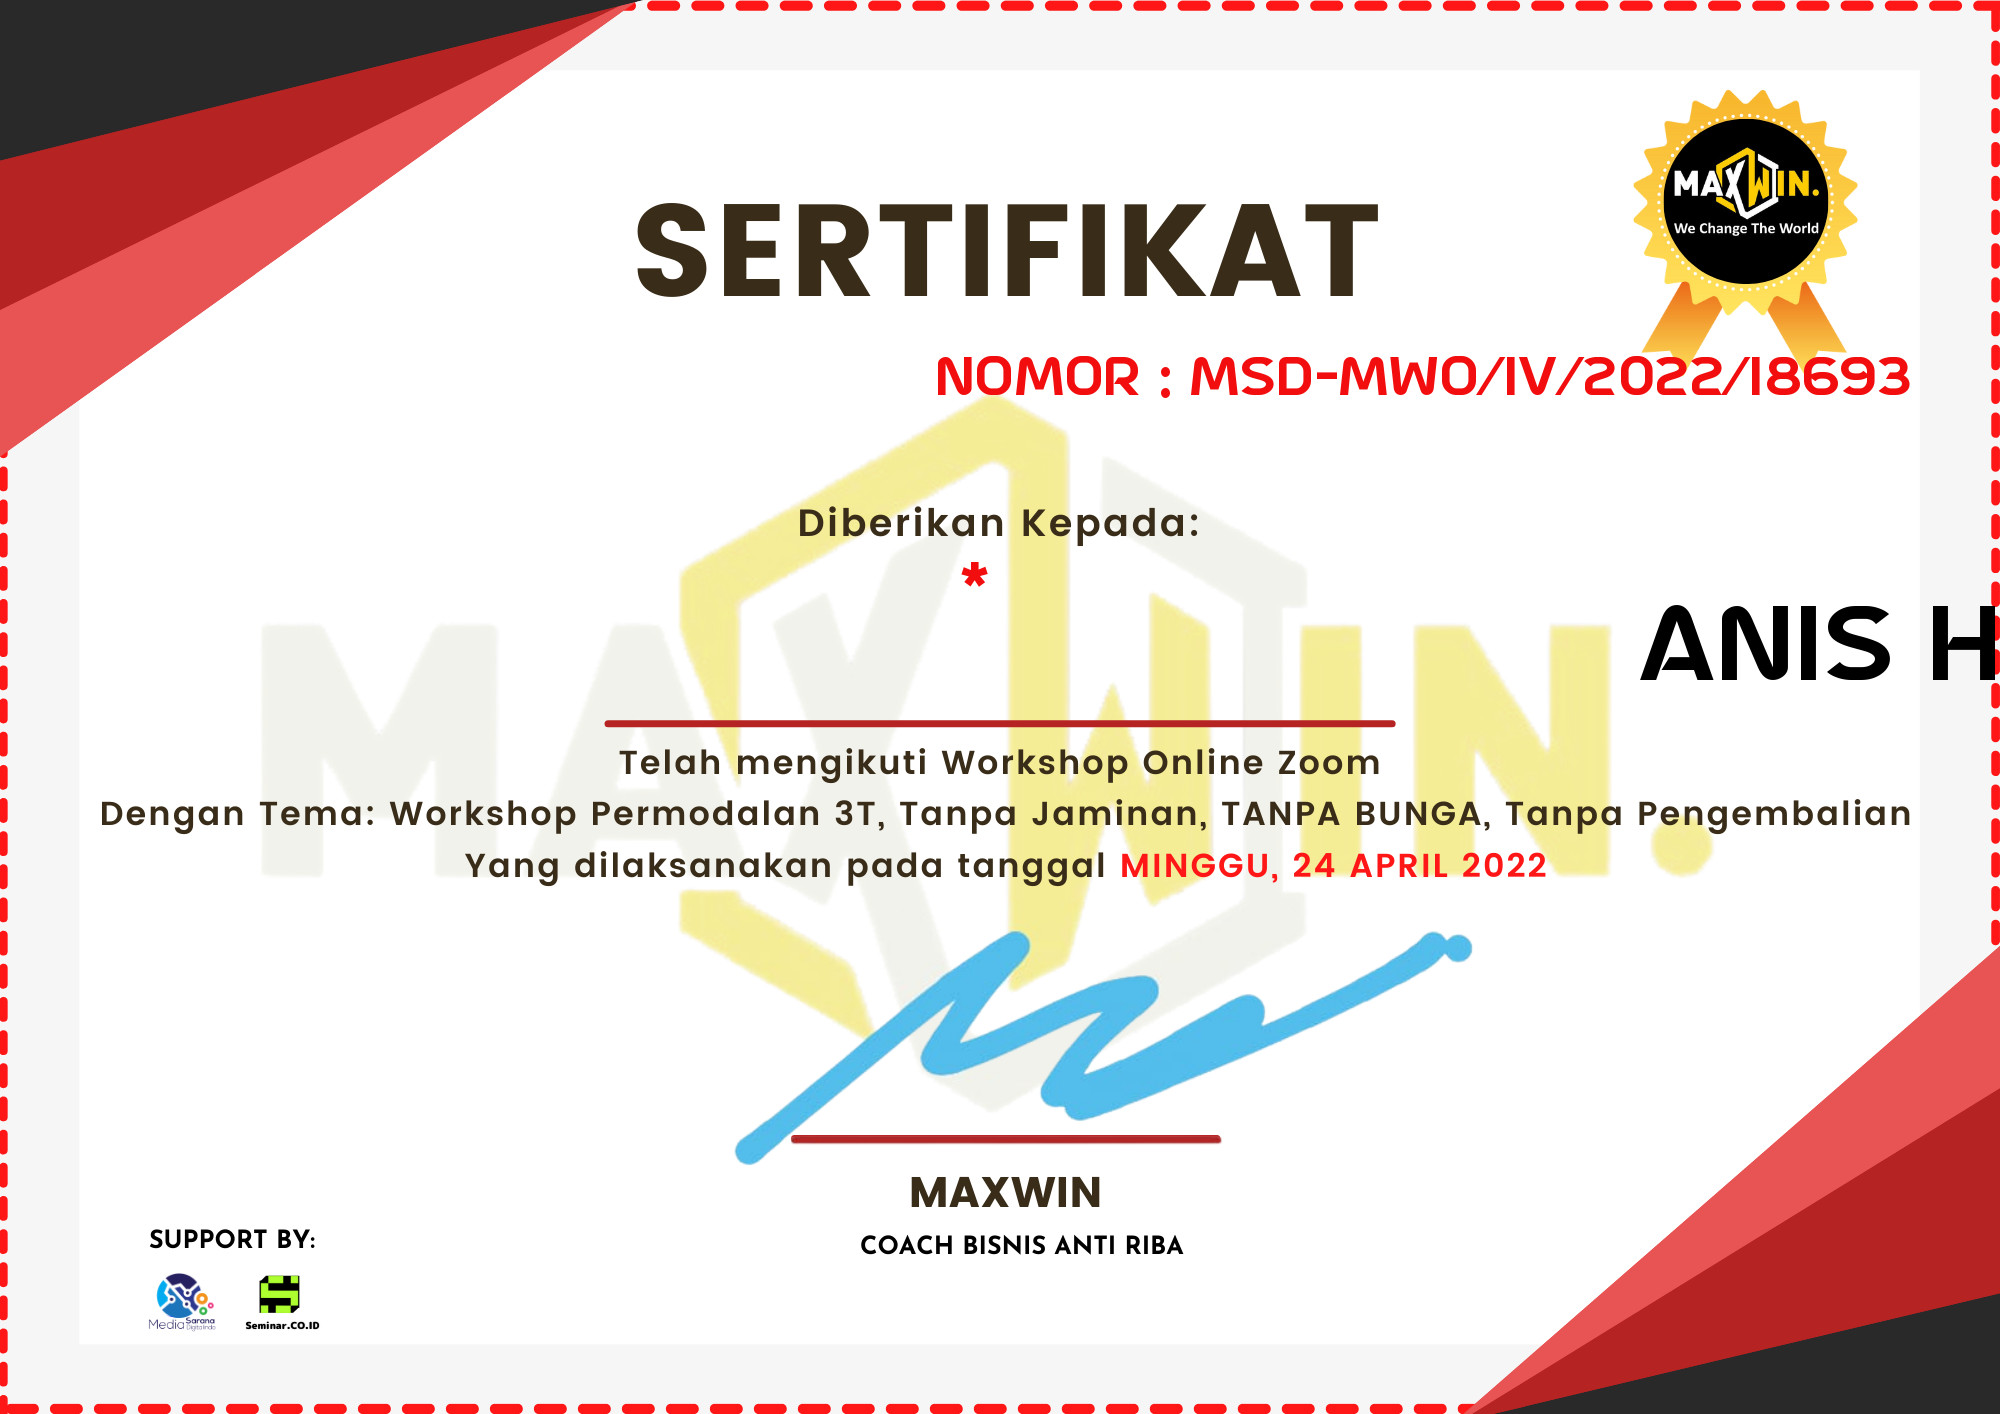 MAXWIN.
We Change The World
SERTIFIKAT
NOMOR : MSD-MWO/IV/2022/18693
Diberikan Kepada:
*
ANIS H
MAXWIN.
Telah mengikuti Workshop Online Zoom
Dengan Tema: Workshop Permodalan 3T, Tanpa Jaminan, TANPA BUNGA, Tanpa Pengembalian
Yang dilaksanakan pada tanggal MINGGU, 24 APRIL 2022
MAXWIN
COACH BISNIS ANTI RIBA
SUPPORT BY:
Media Sarana Digitalindo
Seminar.CO.ID